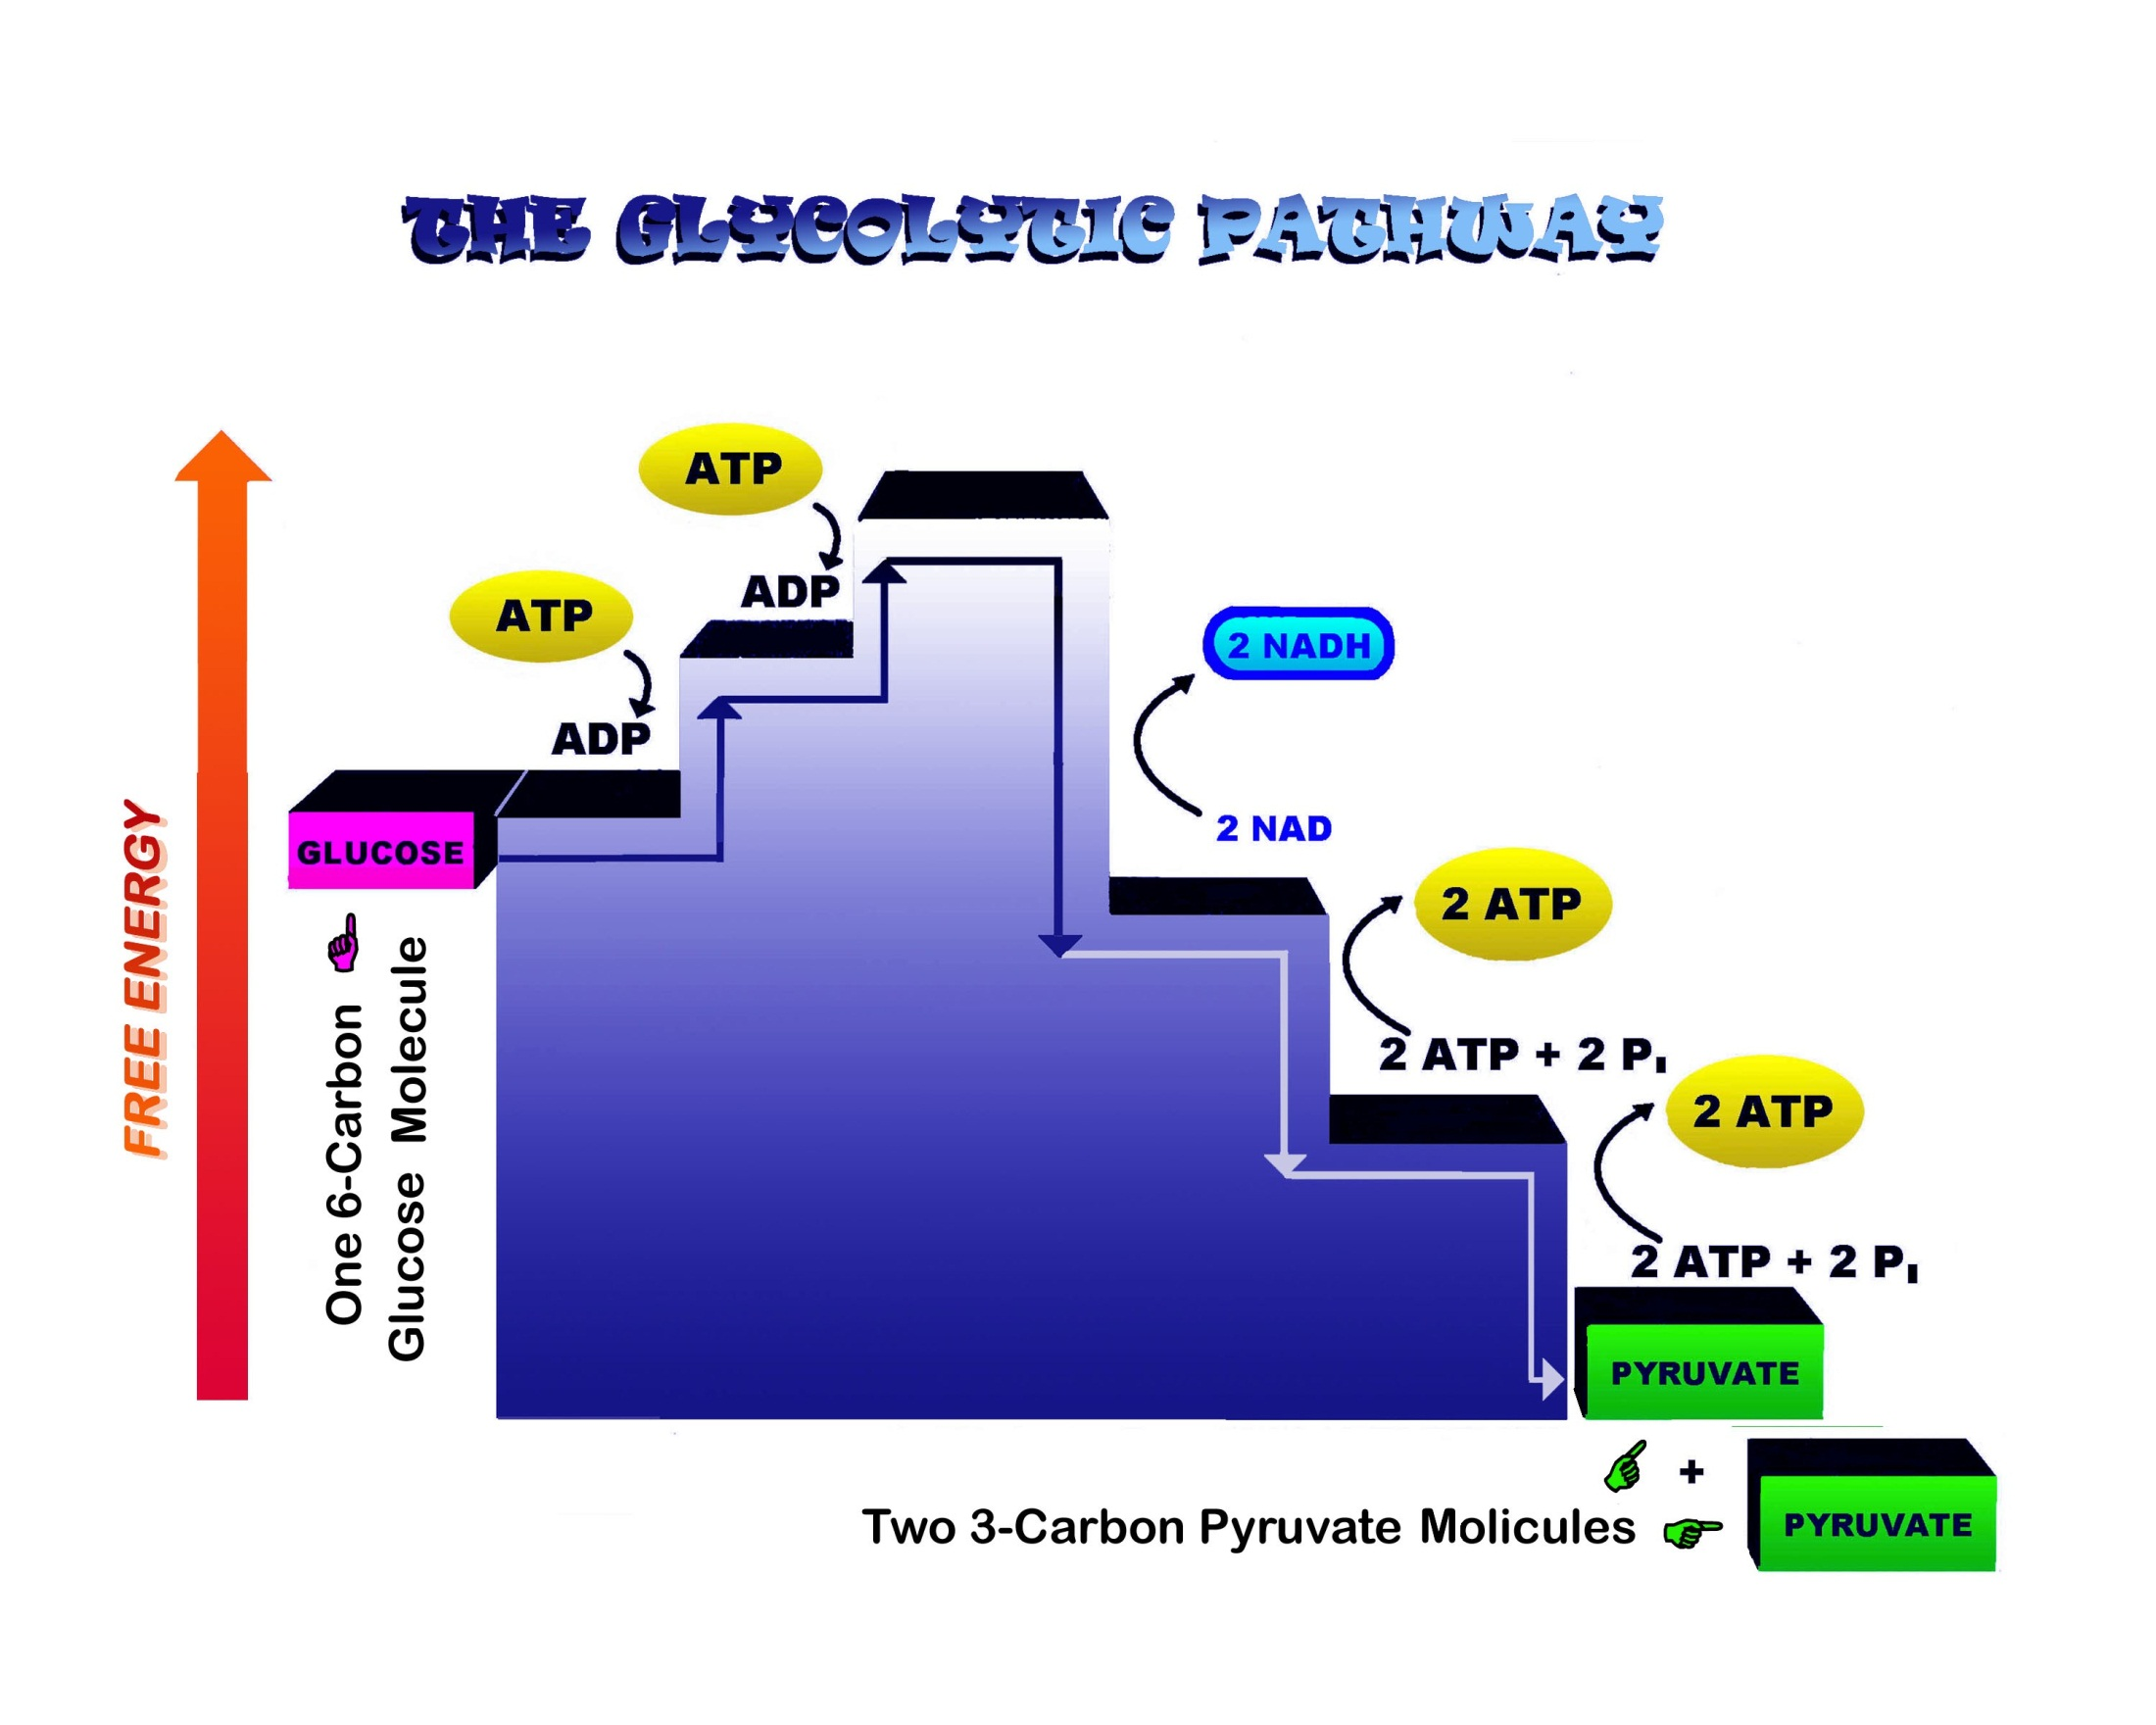 THE GLYCOLYTIC PATHWAY
ATP
ADP
ATP
ADP
2 NADH
2 NAD
FREE ENERGY
GLUCOSE
One 6-Carbon
Glucose Molecule
2 ATP
2 ATP + 2 PI
2 ATP
2 ATP + 2 PI
PYRUVATE
+
PYRUVATE
Two 3-Carbon Pyruvate Molicules